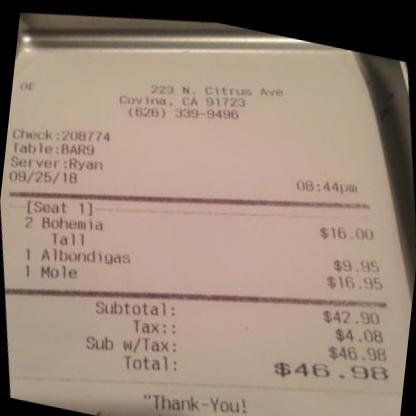 OE
223 N. Citrus Ave
Covina, CA 91723
(626) 339-9496
Check:208774
Table:BAR9
Server:Ryan
09/25/18 08:44pm
[Seat 1]
2 Bohemia $16.00
Tall
1 Albondigas $9.95
1 Mole $16.95
Subtotal: $42.90
Tax:: $4.08
Sub w/Tax: $46.98
Total: $46.98
"Thank-You!